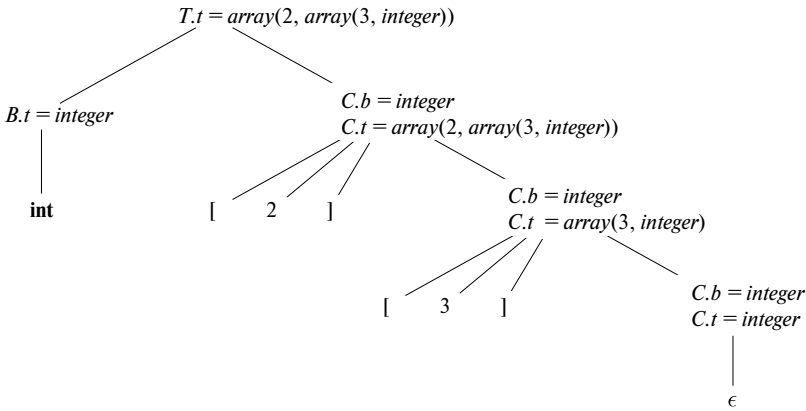 T.t = array(2, array(3, integer))
B.t = integer
C.b = integer
C.t = array(2, array(3, integer))
int
[ 2 ]
C.b = integer
C.t = array(3, integer)
[ 3 ]
C.b = integer
C.t = integer
ϵ